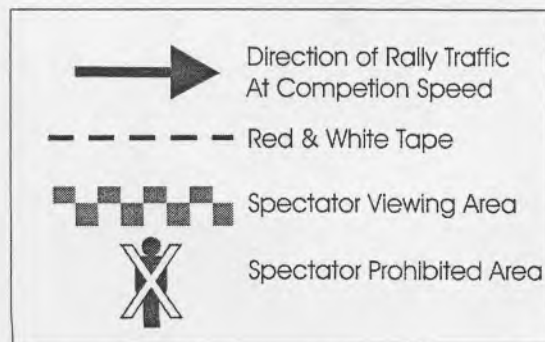 Direction of Rally Traffic
At Competion Speed
Red & White Tape
Spectator Viewing Area
Spectator Prohibited Area